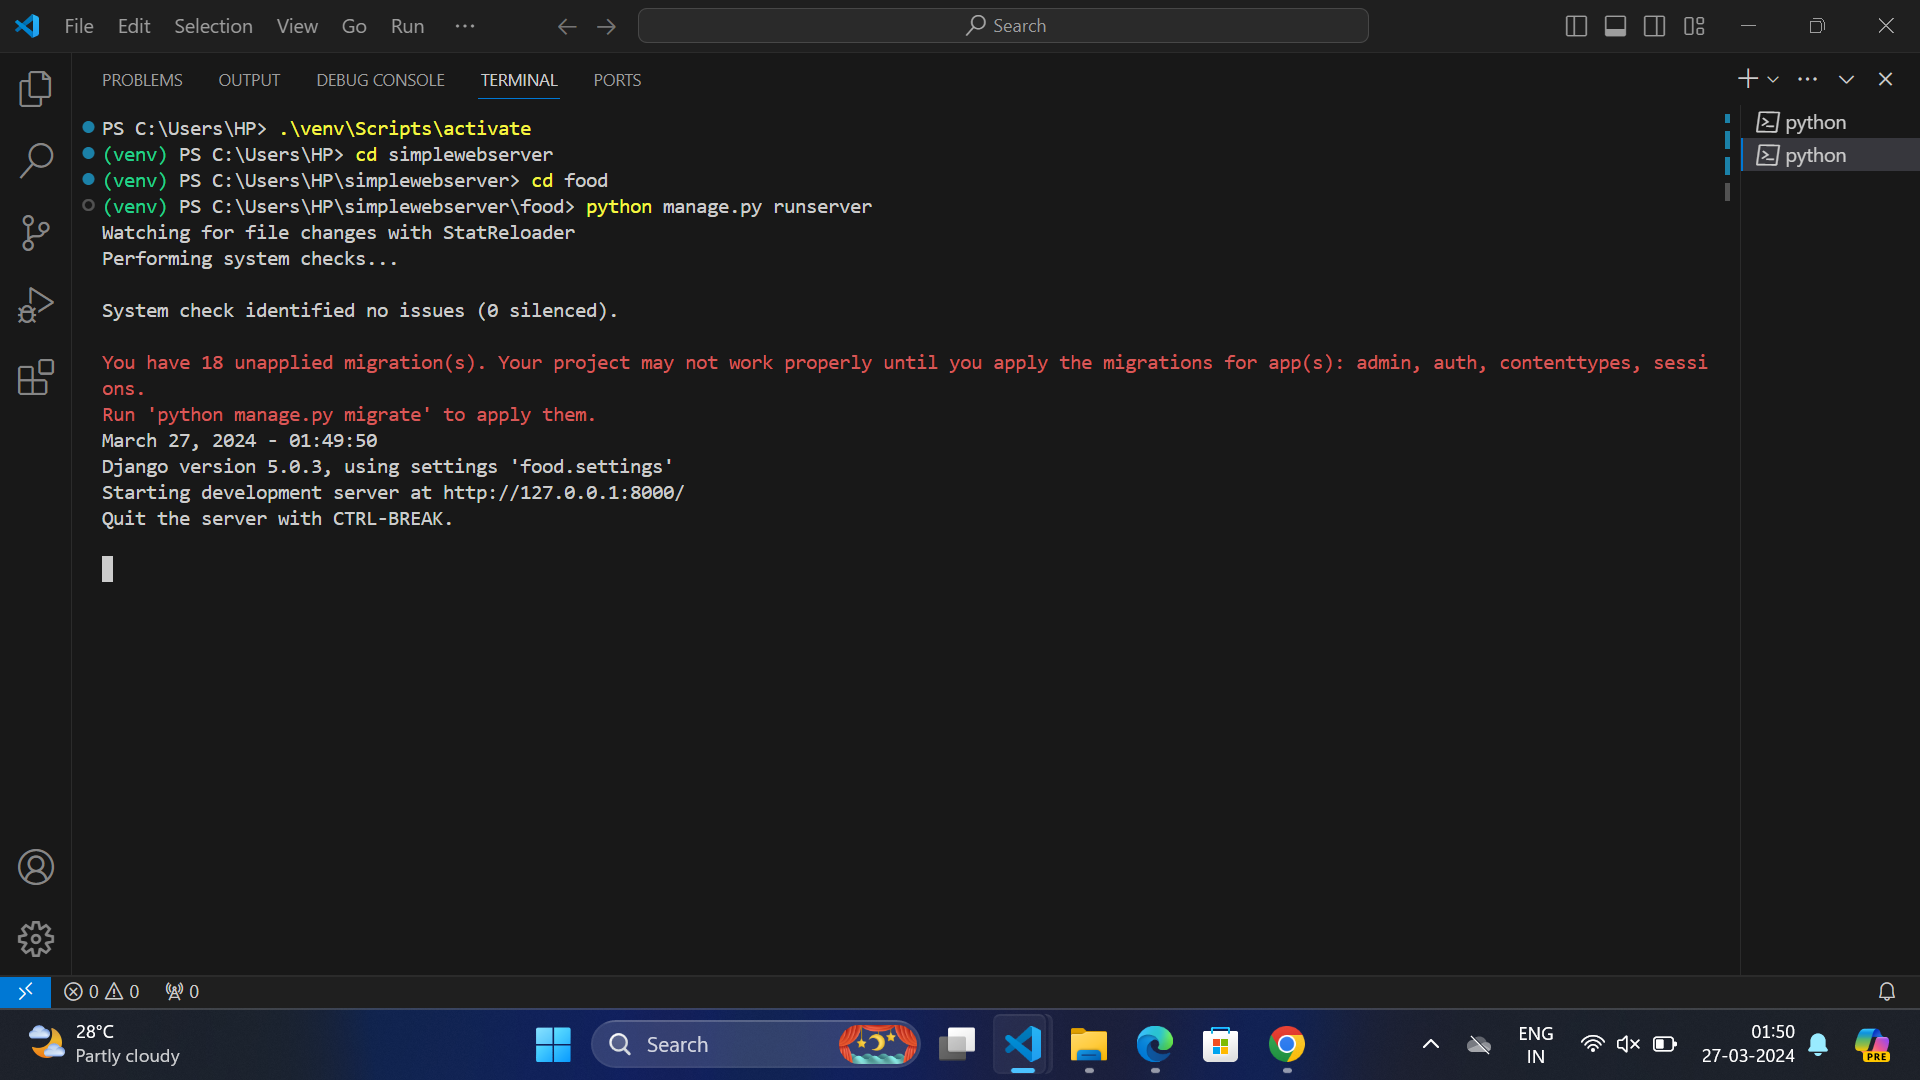 File Edit Selection View Go Run ···
Search
PROBLEMS OUTPUT DEBUG CONSOLE TERMINAL PORTS
PS C:\Users\HP> .\venv\Scripts\activate
(venv) PS C:\Users\HP> cd simplewebserver
(venv) PS C:\Users\HP\simplewebserver> cd food
(venv) PS C:\Users\HP\simplewebserver\food> python manage.py runserver
Watching for file changes with StatReloader
Performing system checks...
System check identified no issues (0 silenced).
You have 18 unapplied migration(s). Your project may not work properly until you apply the migrations for app(s): admin, auth, contenttypes, sessi
ons.
Run 'python manage.py migrate' to apply them.
March 27, 2024 - 01:49:50
Django version 5.0.3, using settings 'food.settings'
Starting development server at http://127.0.0.1:8000/
Quit the server with CTRL-BREAK.
python
python
0 0 0
28°C
Partly cloudy
Search
ENG
IN
01:50
27-03-2024
PRE